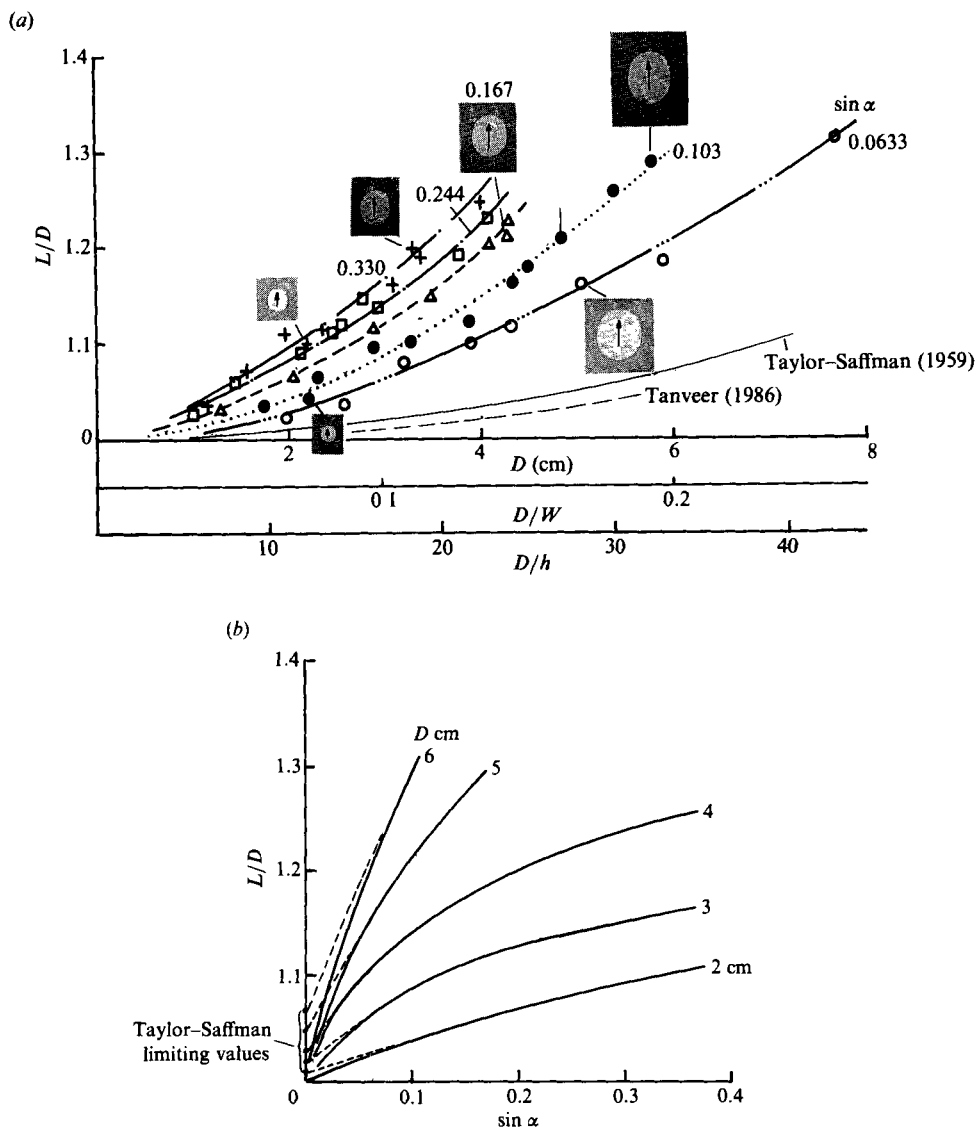 (a)
1.4
1.3
1.2
1.1
0
L/D
0.167
sin α
0.0633
0.103
0.244
0.330
Taylor–Saffman (1959)
Tanveer (1986)
2
4
6
8
D (cm)
0 1
0.2
D/W
10
20
30
40
D/h
(b)
1.4
1.3
1.2
1.1
L/D
D cm
6
5
4
3
2 cm
Taylor–Saffman
limiting values
0
0.1
0.2
0.3
0.4
sin α